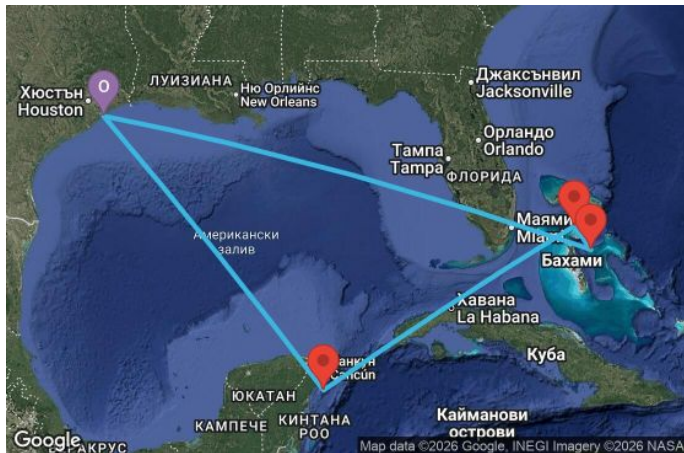 Хюстън
Houston
O
ЛУИЗИАНА
Ню Орлийнс
New Orleans
Джаксънвил
Jacksonville
Орландо
Orlando
Тампа
Tampa
ФЛОРИДА
Маями
Miami
Бахами
Американски
залив
Хавана
La Habana
Куба
Cancún
ЮКАТАН
КАМПЕЧЕ
КИНТАНА
РОО
Кайманови
острови
Google
Map data ©2026 Google, INEGI Imagery ©2026 NASA